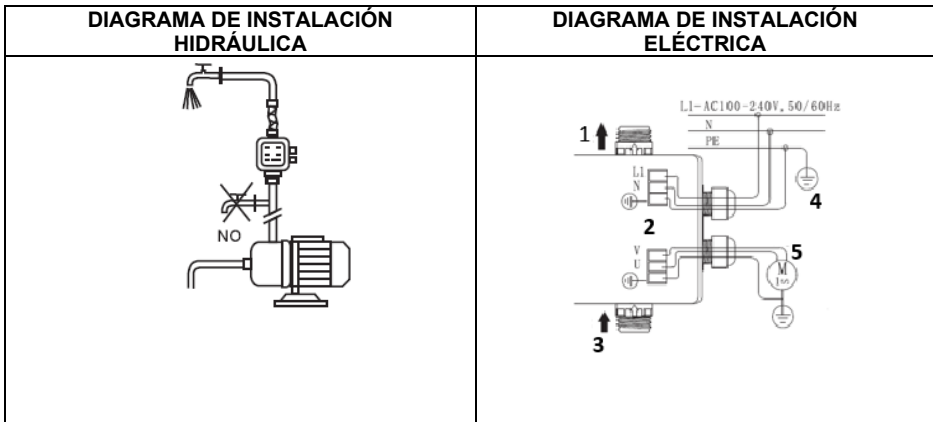 DIAGRAMA DE INSTALACIÓN
HIDRÁULICA
DIAGRAMA DE INSTALACIÓN
ELÉCTRICA
NO
L1-AC100-240V, 50/60Hz
N
PE
1
L1
N
2
4
V
U
5
M
1~
3